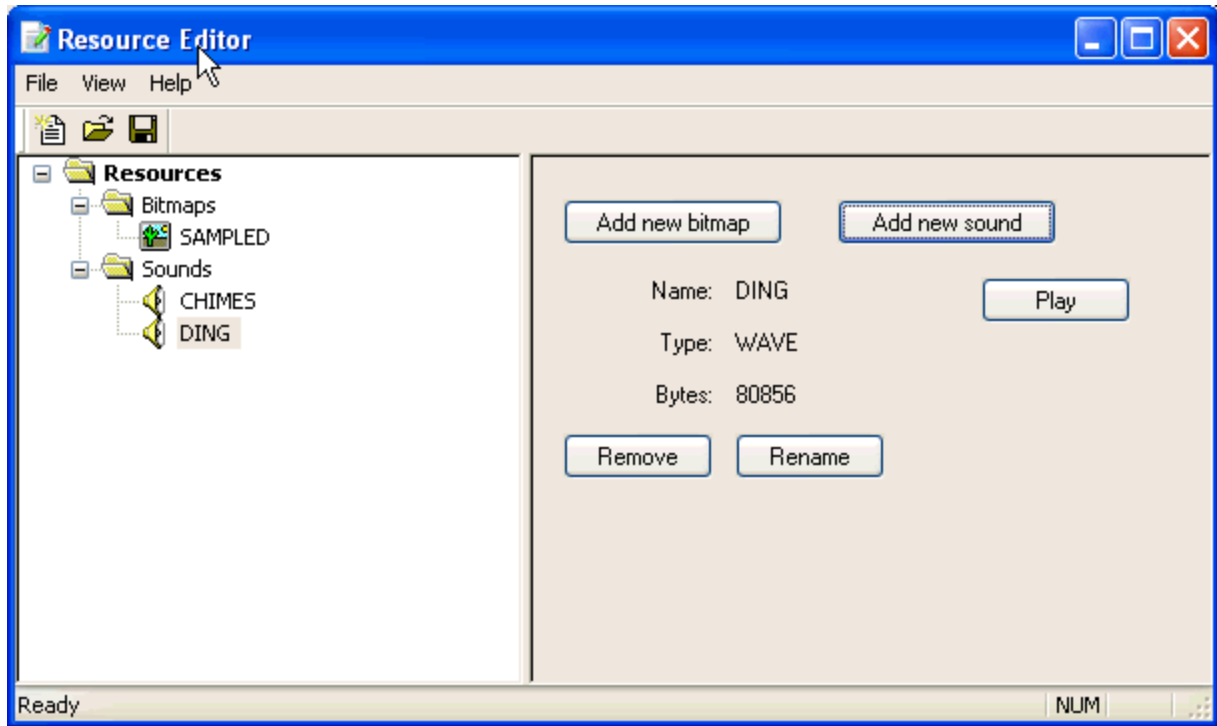 Resource Editor
File View Help
Resources
Bitmaps
SAMPLED
Sounds
CHIMES
DING
Add new bitmap Add new sound
Name: DING Play
Type: WAVE
Bytes: 80856
Remove Rename
Ready NUM